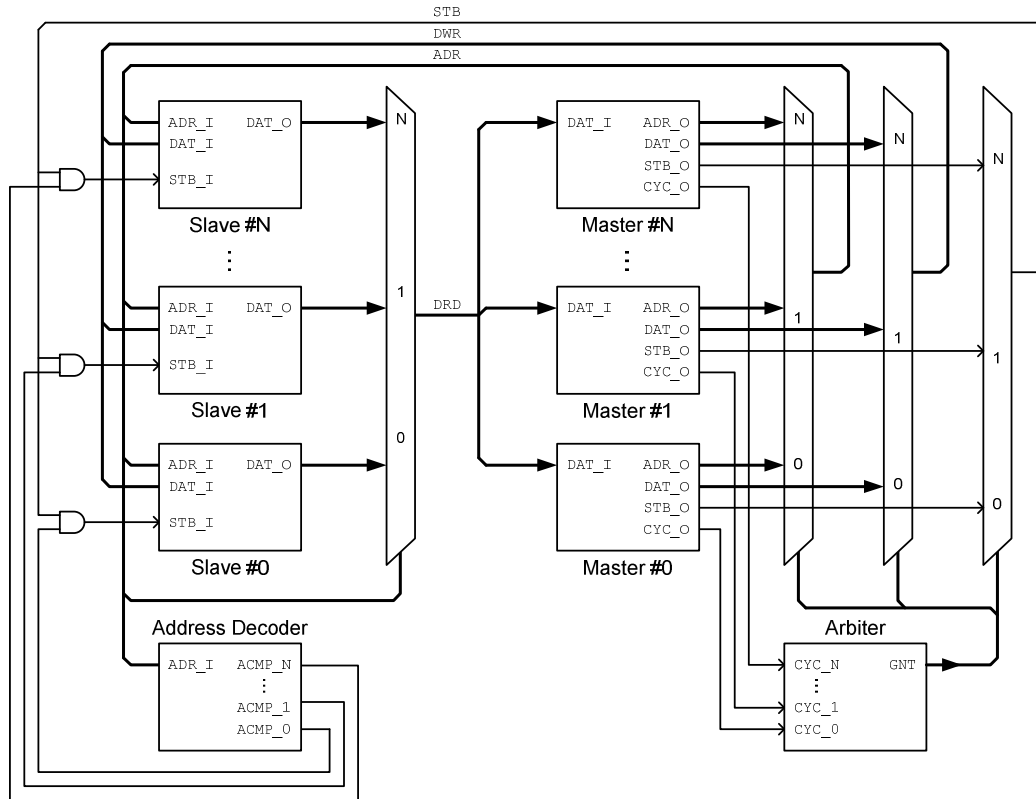 STB
DWR
ADR
ADR_I DAT_O
DAT_I
STB_I
Slave #N
N
DAT_I ADR_O
DAT_O
STB_O
CYC_O
Master #N
N
N
N
ADR_I DAT_O
DAT_I
STB_I
Slave #1
1
DRD
DAT_I ADR_O
DAT_O
STB_O
CYC_O
Master #1
1
1
1
ADR_I DAT_O
DAT_I
STB_I
Slave #0
0
DAT_I ADR_O
DAT_O
STB_O
CYC_O
Master #0
0
0
0
Address Decoder
ADR_I ACMP_N
ACMP_1
ACMP_0
Arbiter
CYC_N GNT
CYC_1
CYC_0